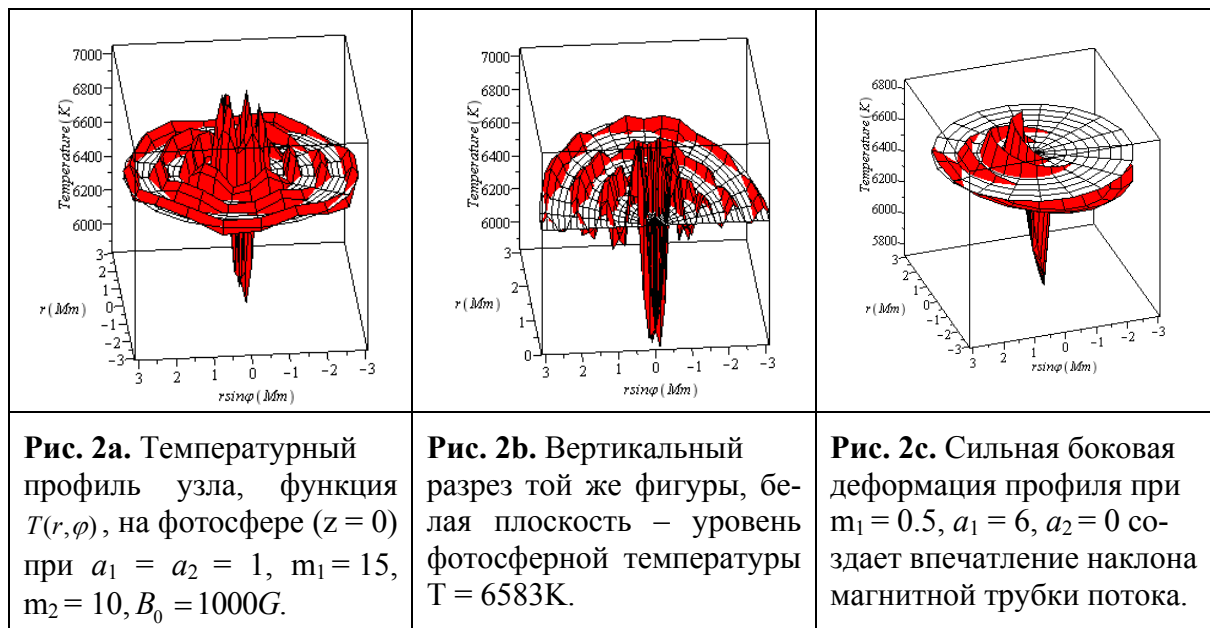 7000
6800
6600
6400
6200
6000
Temperature (K)
3
2
1
0
-1
-2
-3
r (Mm)
3 2 1 0 -1 -2 -3
rsinφ (Mm)
7000
6800
6600
6400
6200
6000
Temperature (K)
3
2
1
0
r (Mm)
3 2 1 0 -1 -2 -3
rsinφ (Mm)
6800
6600
6400
6200
6000
5800
Temperature (K)
3
2
1
0
-1
-2
-3
r (Mm)
3 2 1 0 -1 -2 -3
rsinφ (Mm)
Рис. 2a. Температурный
профиль узла, функция
T(r,φ), на фотосфере (z = 0)
при a₁ = a₂ = 1, m₁ = 15,
m₂ = 10, B₀ = 1000G.
Рис. 2b. Вертикальный
разрез той же фигуры, бе-
лая плоскость – уровень
фотосферной температуры
T = 6583K.
Рис. 2c. Сильная боковая
деформация профиля при
m₁ = 0.5, a₁ = 6, a₂ = 0 со-
здает впечатление наклона
магнитной трубки потока.